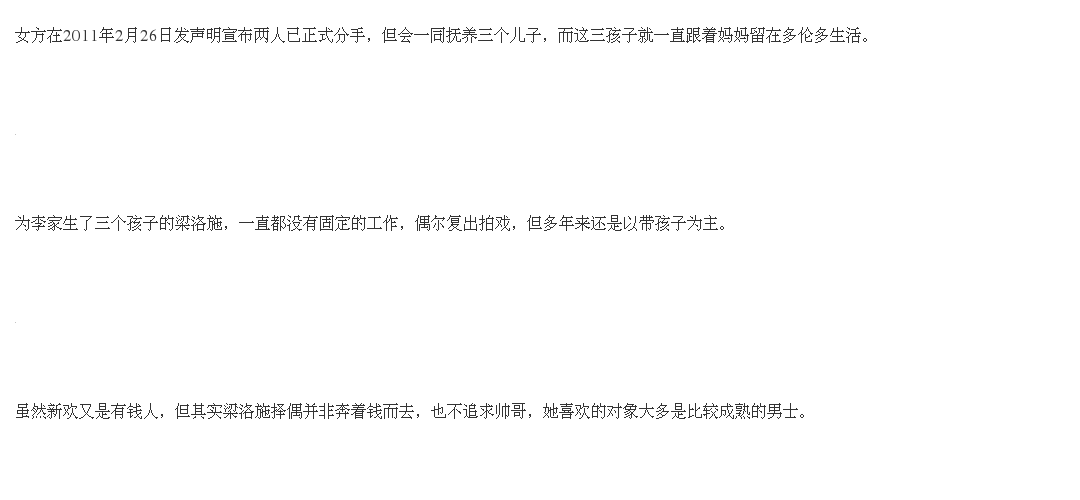 女方在2011年2月26日发声明宣布两人已正式分手，但会一同抚养三个儿子，而这三孩子就一直跟着妈妈留在多伦多生活。
为李家生了三个孩子的梁洛施，一直都没有固定的工作，偶尔复出拍戏，但多年来还是以带孩子为主。
虽然新欢又是有钱人，但其实梁洛施择偶并非奔着钱而去，也不追求帅哥，她喜欢的对象大多是比较成熟的男士。